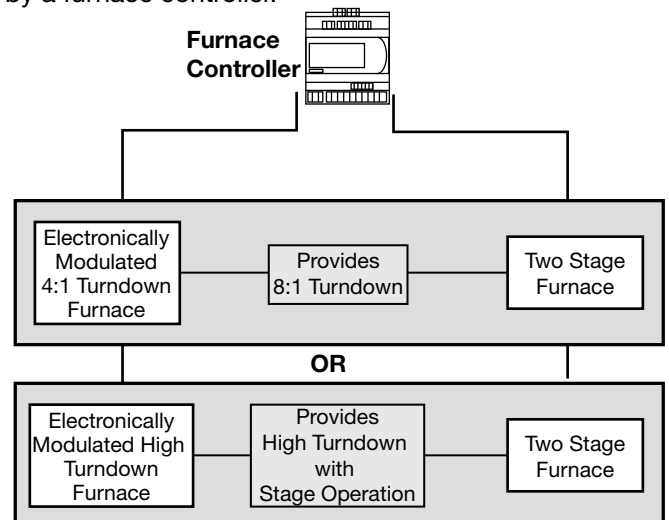 by a furnace controller.
Furnace
Controller
Electronically
Modulated
4:1 Turndown
Furnace
Provides
8:1 Turndown
Two Stage
Furnace
OR
Electronically
Modulated High
Turndown
Furnace
Provides
High Turndown
with
Stage Operation
Two Stage
Furnace